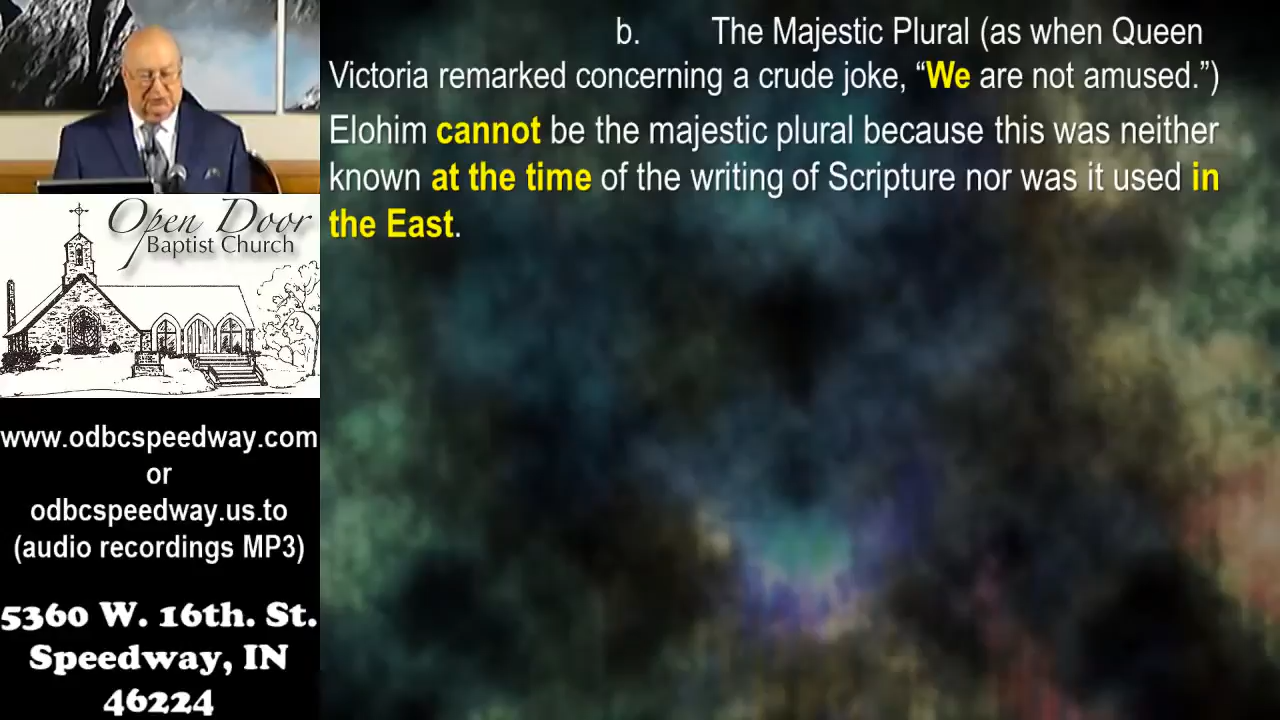 b. The Majestic Plural (as when Queen
Victoria remarked concerning a crude joke, “We are not amused.”)
Elohim cannot be the majestic plural because this was neither
known at the time of the writing of Scripture nor was it used in
the East.
Open Door
Baptist Church
www.odbcspeedway.com
or
odbcspeedway.us.to
(audio recordings MP3)
5360 W. 16th. St.
Speedway, IN
46224